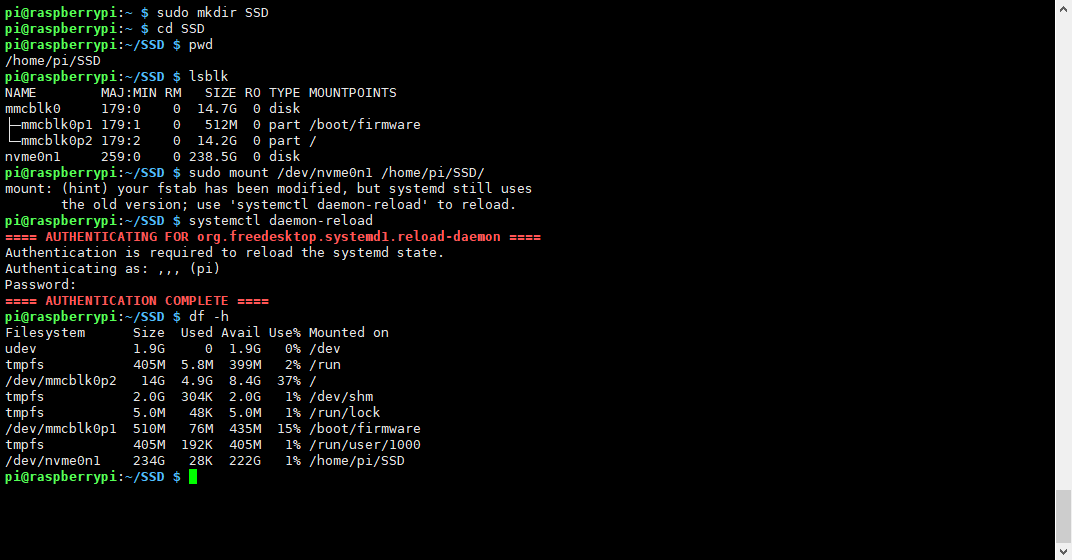 pi@raspberrypi:~ $ sudo mkdir SSD
pi@raspberrypi:~ $ cd SSD
pi@raspberrypi:~/SSD $ pwd
/home/pi/SSD
pi@raspberrypi:~/SSD $ lsblk
NAME        MAJ:MIN RM   SIZE RO TYPE MOUNTPOINTS
mmcblk0     179:0    0  14.7G  0 disk
├─mmcblk0p1 179:1    0   512M  0 part /boot/firmware
└─mmcblk0p2 179:2    0  14.2G  0 part /
nvme0n1     259:0    0 238.5G  0 disk
pi@raspberrypi:~/SSD $ sudo mount /dev/nvme0n1 /home/pi/SSD/
mount: (hint) your fstab has been modified, but systemd still uses
       the old version; use 'systemctl daemon-reload' to reload.
pi@raspberrypi:~/SSD $ systemctl daemon-reload
==== AUTHENTICATING FOR org.freedesktop.systemd1.reload-daemon ====
Authentication is required to reload the systemd state.
Authenticating as: ,,, (pi)
Password:
==== AUTHENTICATION COMPLETE ====
pi@raspberrypi:~/SSD $ df -h
Filesystem      Size  Used Avail Use% Mounted on
udev            1.9G     0  1.9G   0% /dev
tmpfs           405M  5.8M  399M   2% /run
/dev/mmcblk0p2   14G  4.9G  8.4G  37% /
tmpfs           2.0G  304K  2.0G   1% /dev/shm
tmpfs           5.0M   48K  5.0M   1% /run/lock
/dev/mmcblk0p1  510M   76M  435M  15% /boot/firmware
tmpfs           405M  192K  405M   1% /run/user/1000
/dev/nvme0n1    234G   28K  222G   1% /home/pi/SSD
pi@raspberrypi:~/SSD $